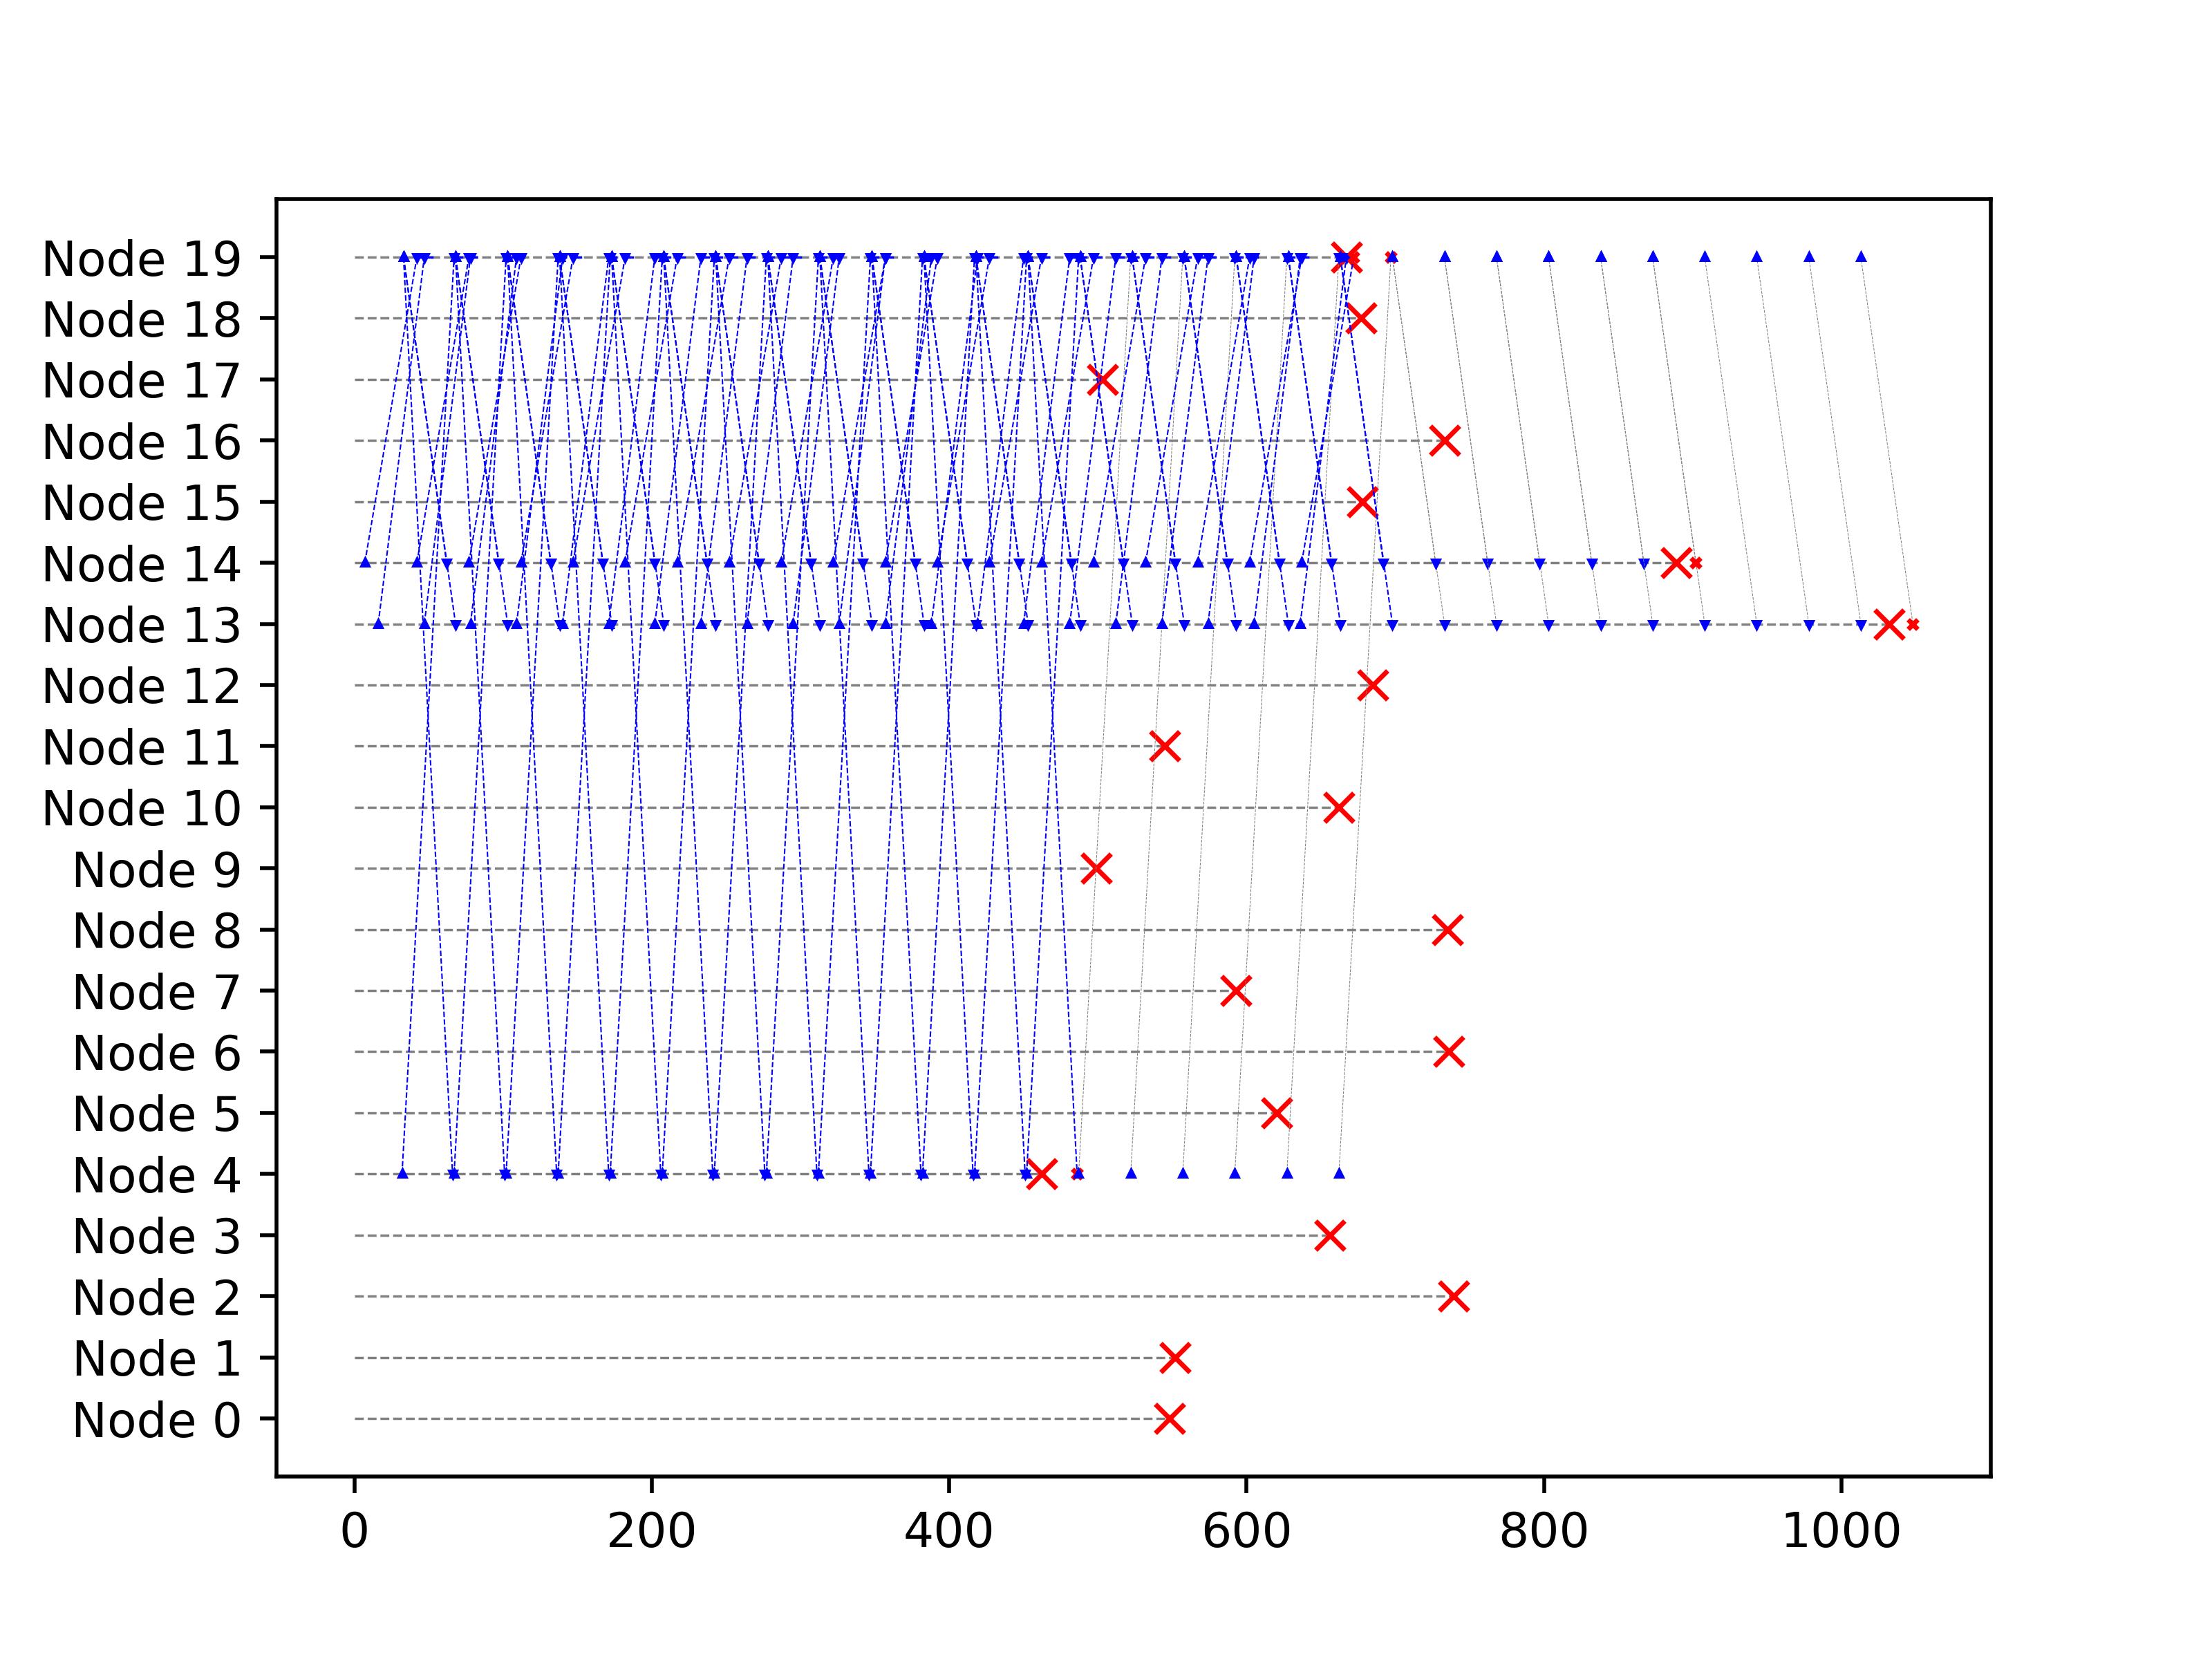 Node 19
Node 18
Node 17
Node 16
Node 15
Node 14
Node 13
Node 12
Node 11
Node 10
Node 9
Node 8
Node 7
Node 6
Node 5
Node 4
Node 3
Node 2
Node 1
Node 0
0 200 400 600 800 1000